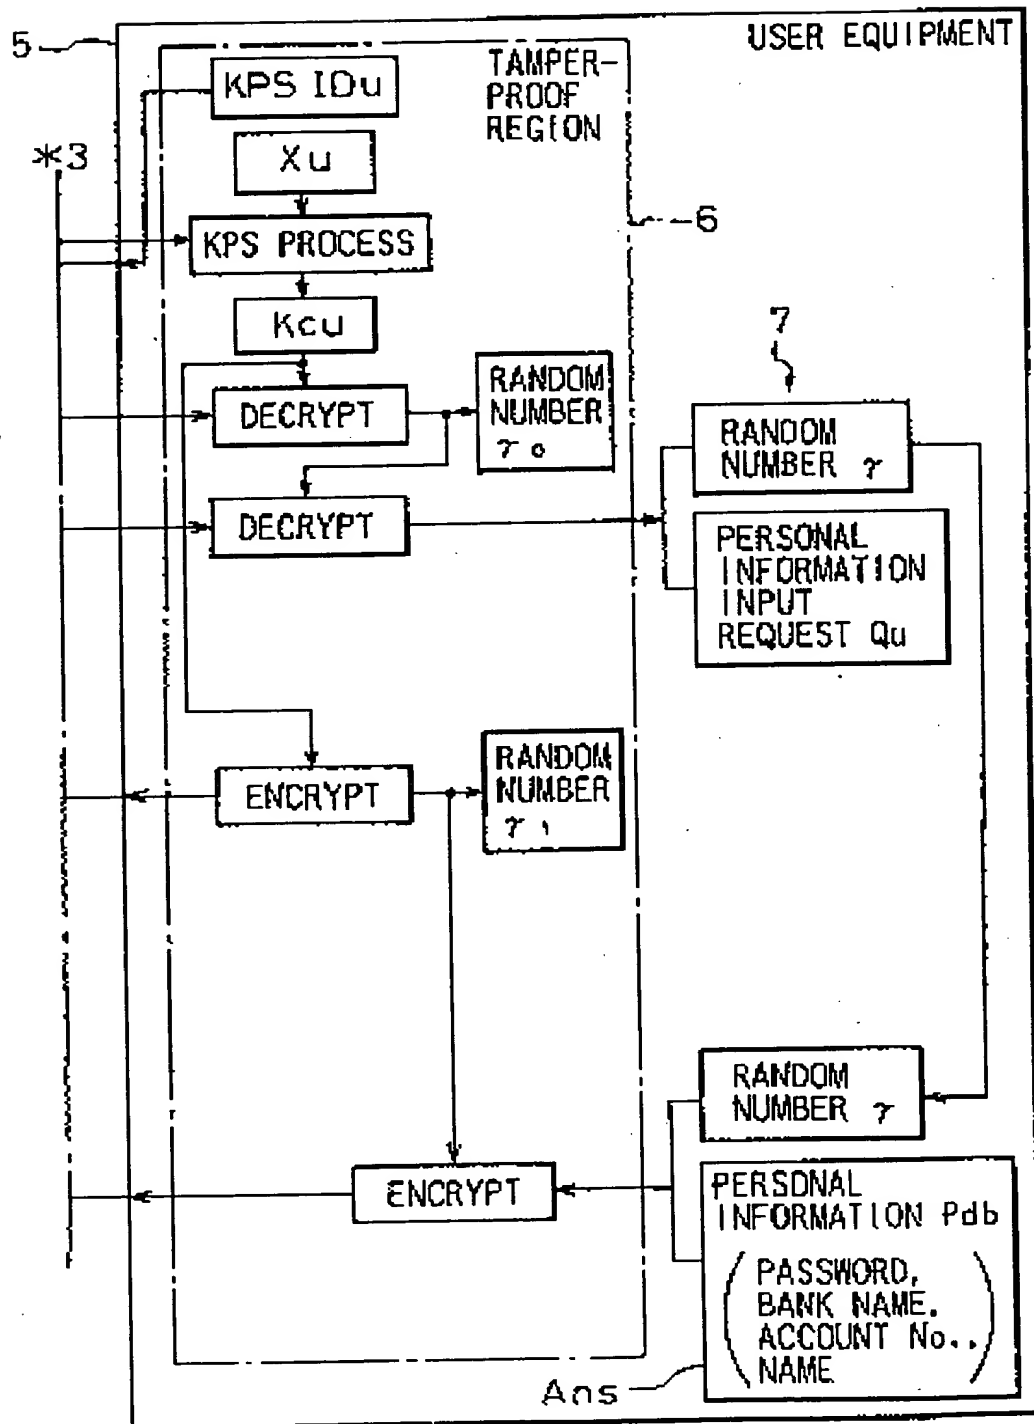 5
USER EQUIPMENT
TAMPER-
PROOF
REGION
KPS IDu
*3
Xu
6
KPS PROCESS
Kcu
7
DECRYPT
RANDOM
NUMBER
γ0
RANDOM
NUMBER γ
DECRYPT
PERSONAL
INFORMATION
INPUT
REQUEST Qu
ENCRYPT
RANDOM
NUMBER
γ1
RANDOM
NUMBER γ
ENCRYPT
PERSONAL
INFORMATION Pdb
(PASSWORD,
BANK NAME.
ACCOUNT No..,
NAME)
Ans